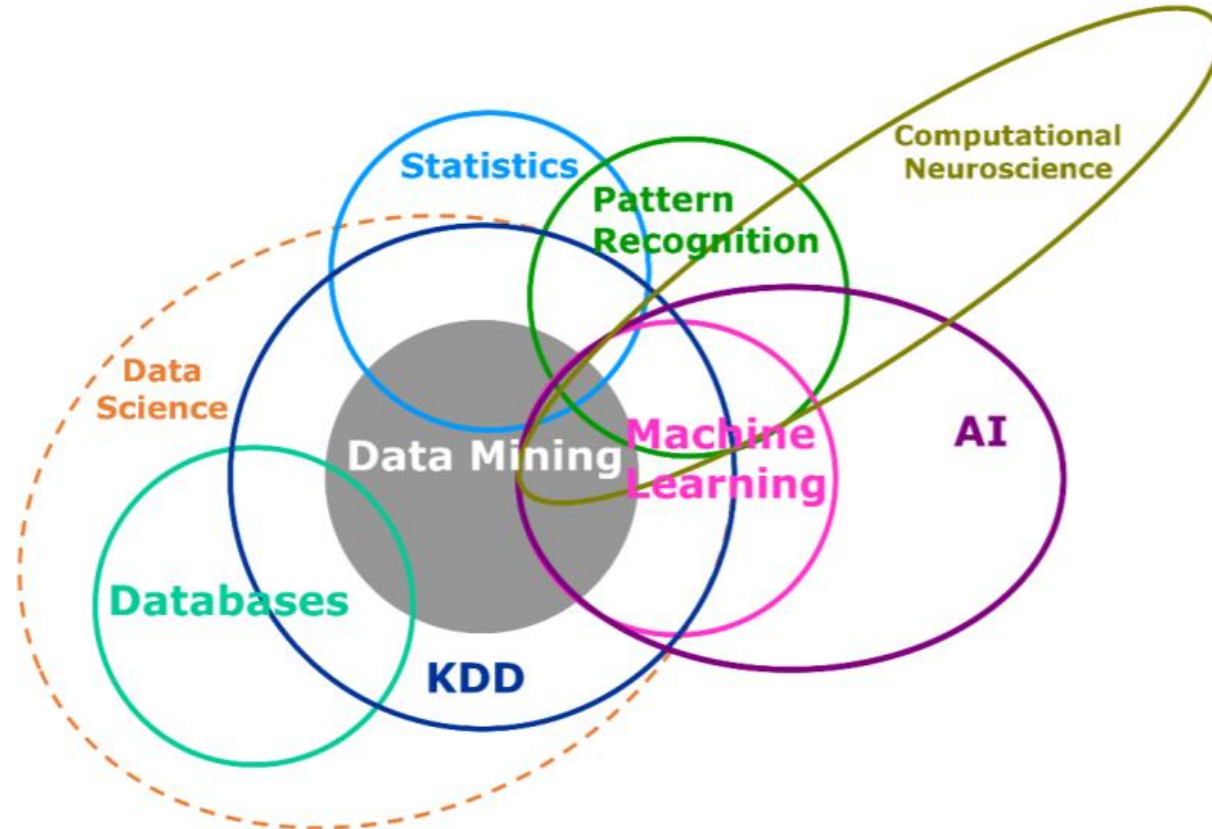 Computational
Neuroscience
Statistics
Pattern
Recognition
Data
Science
Data Mining
Machine
Learning
AI
Databases
KDD